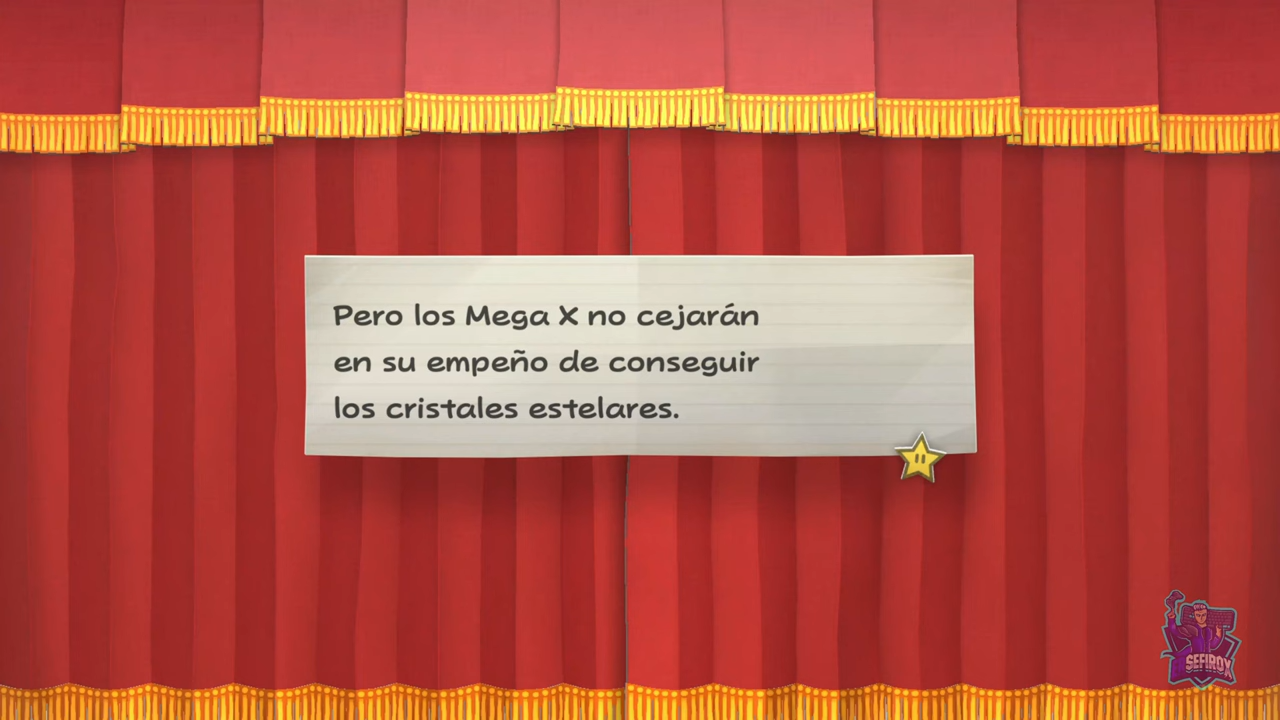 Pero los Mega X no cejarán
en su empeño de conseguir
los cristales estelares.
SEFIROX